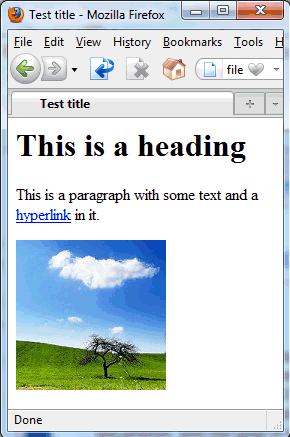 Test title - Mozilla Firefox
File Edit View History Bookmarks Tools H
file
Test title
This is a heading
This is a paragraph with some text and a
hyperlink in it.
Done